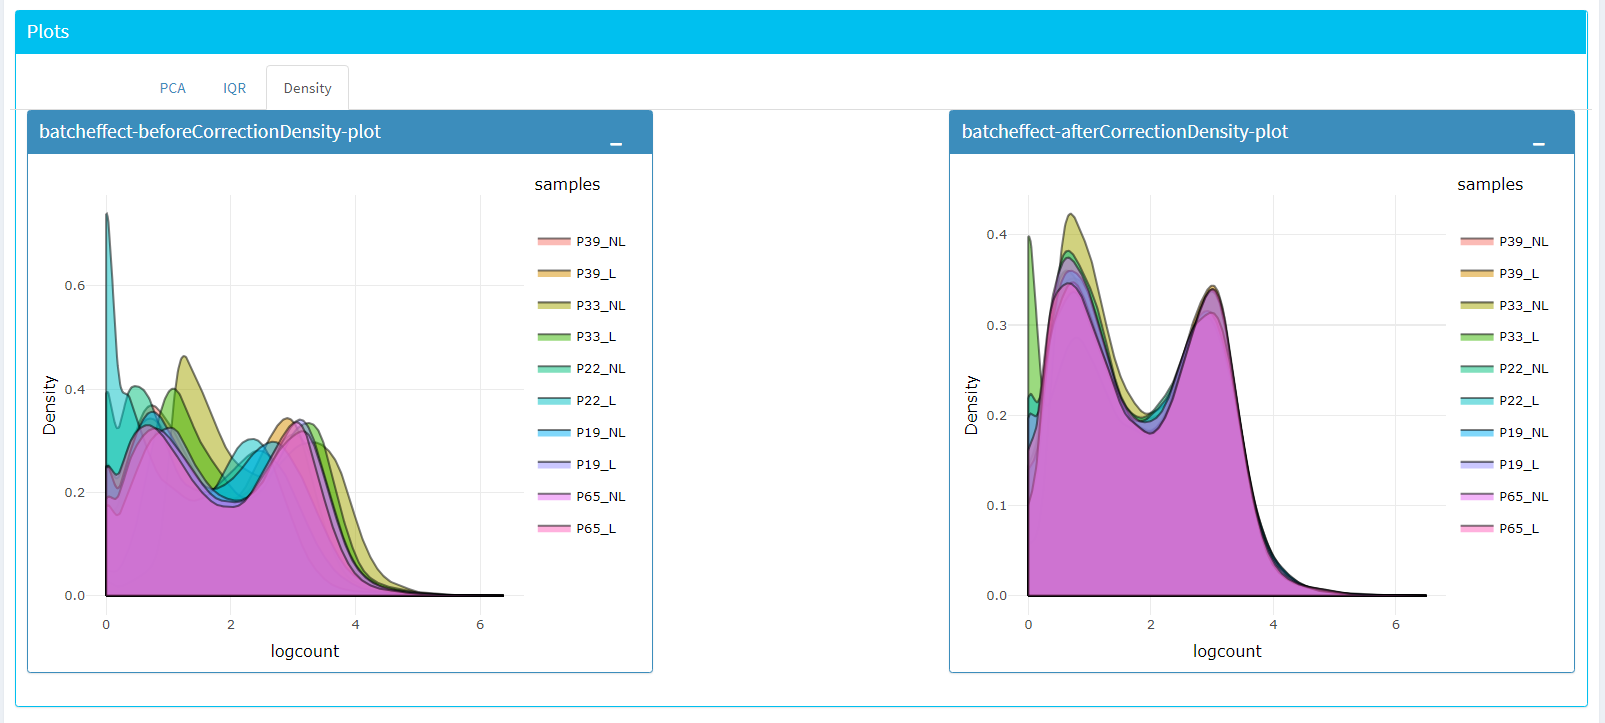 Plots
PCA
IQR
Density
batcheffect-beforeCorrectionDensity-plot
samples
P39_NL
P39_L
P33_NL
P33_L
P22_NL
P22_L
P19_NL
P19_L
P65_NL
P65_L
Density
0.6
0.4
0.2
0.0
0
2
4
6
logcount
batcheffect-afterCorrectionDensity-plot
samples
P39_NL
P39_L
P33_NL
P33_L
P22_NL
P22_L
P19_NL
P19_L
P65_NL
P65_L
Density
0.4
0.3
0.2
0.1
0.0
0
2
4
6
logcount